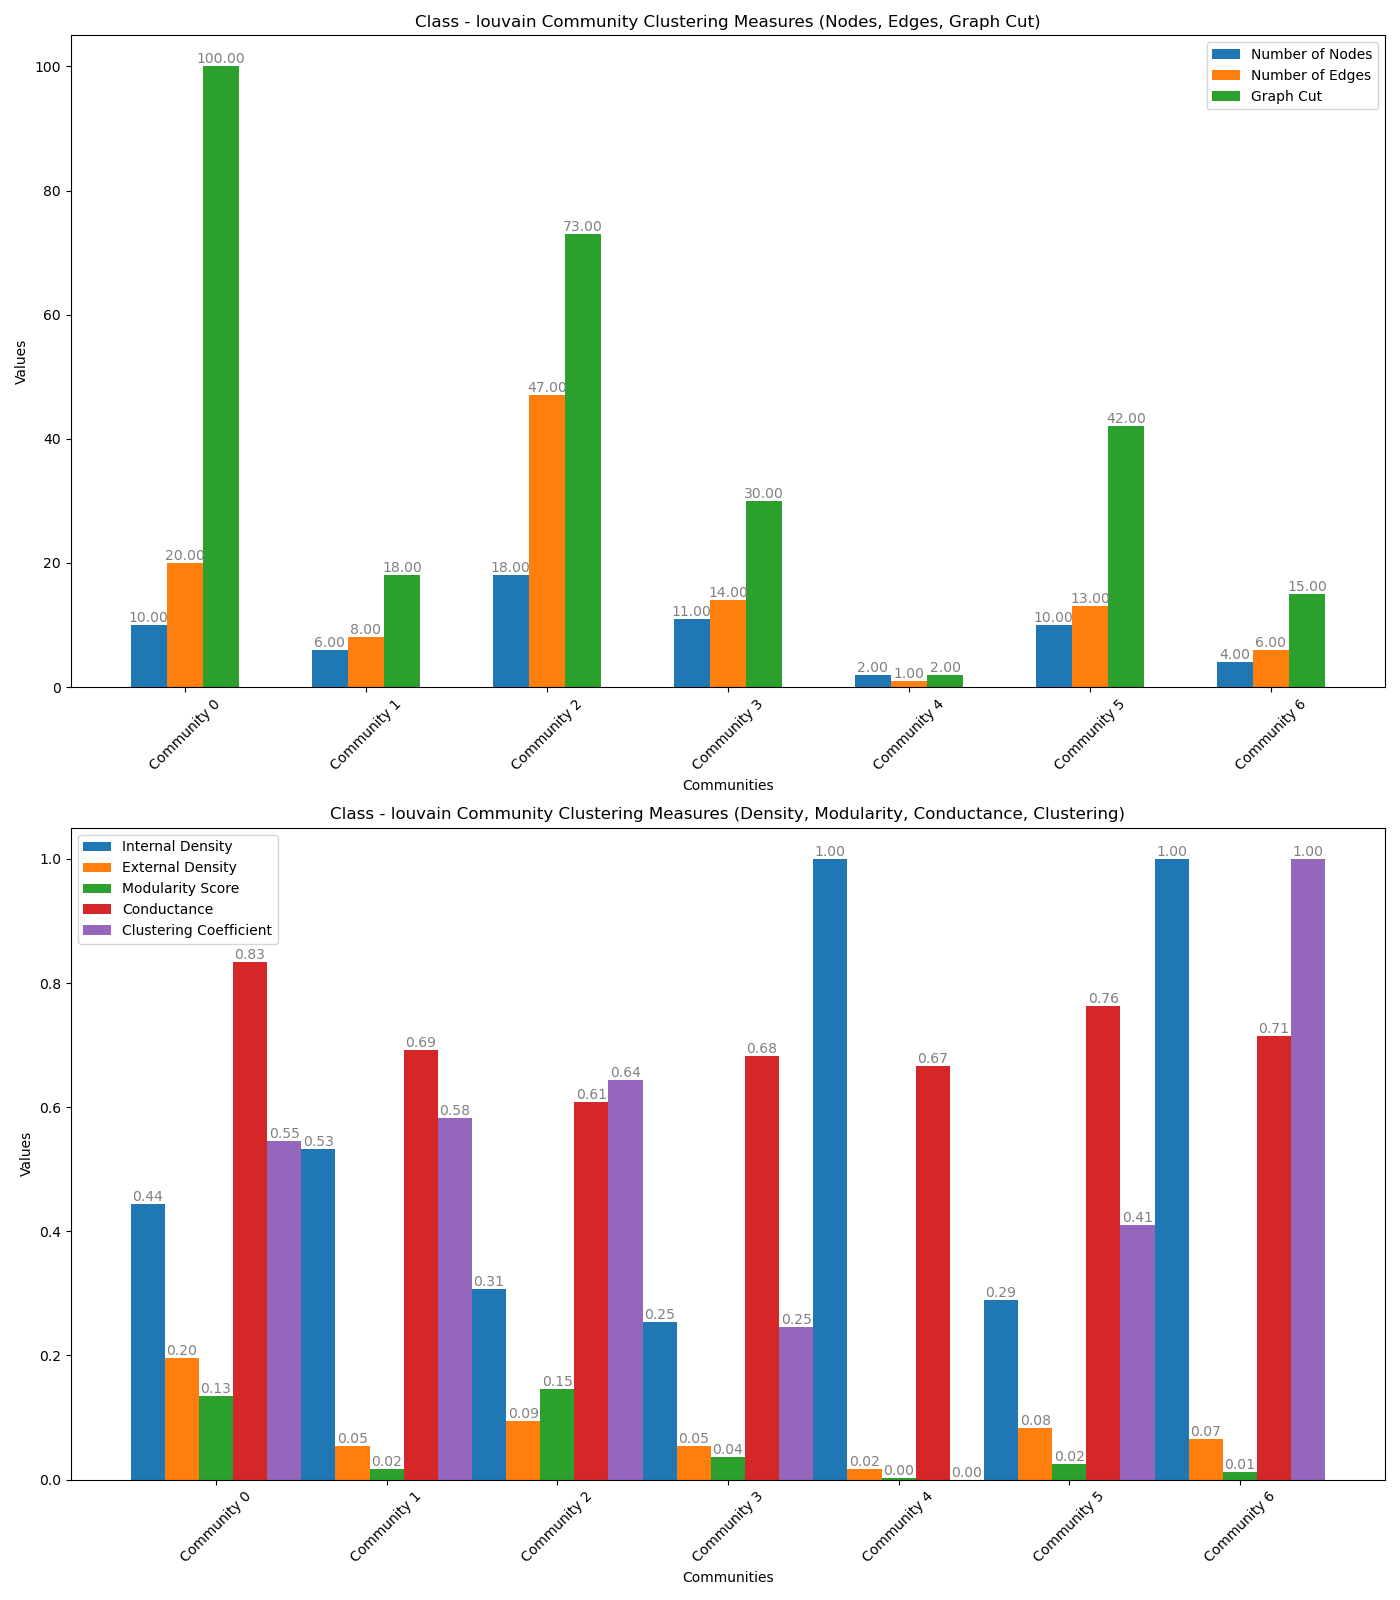 Class - louvain Community Clustering Measures (Nodes, Edges, Graph Cut)
Number of Nodes
Number of Edges
Graph Cut
Values
100
80
60
40
20
0
10.00 20.00 100.00
6.00 8.00 18.00
18.00 47.00 73.00
11.00 14.00 30.00
2.00 1.00 2.00
10.00 13.00 42.00
4.00 6.00 15.00
Community 0
Community 1
Community 2
Community 3
Community 4
Community 5
Community 6
Communities
Class - louvain Community Clustering Measures (Density, Modularity, Conductance, Clustering)
Internal Density
External Density
Modularity Score
Conductance
Clustering Coefficient
Values
1.0
0.8
0.6
0.4
0.2
0.0
0.44 0.20 0.13 0.83 0.55
0.53 0.05 0.02 0.69 0.58
0.31 0.09 0.15 0.61 0.64
0.25 0.05 0.04 0.68 0.25
1.00 0.02 0.00 0.67 0.00
0.29 0.08 0.02 0.76 0.41
1.00 0.07 0.01 0.71 1.00
Community 0
Community 1
Community 2
Community 3
Community 4
Community 5
Community 6
Communities